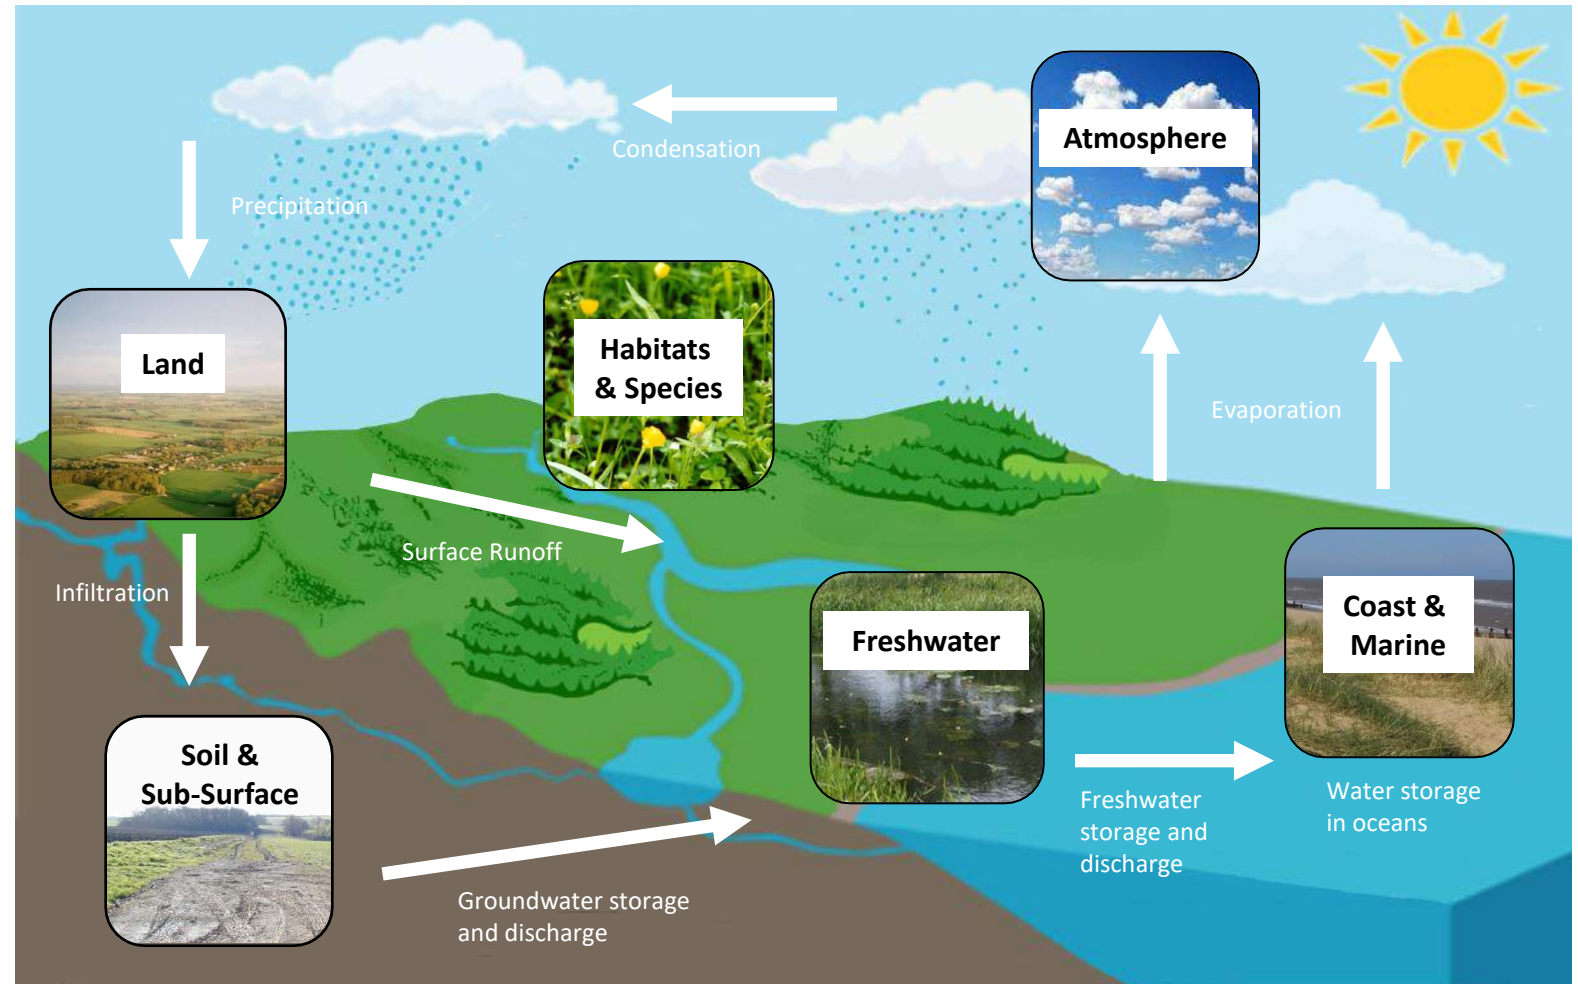 Atmosphere
Condensation
Precipitation
Land
Habitats
& Species
Evaporation
Surface Runoff
Infiltration
Freshwater
Coast &
Marine
Soil &
Sub-Surface
Freshwater
storage and
discharge
Water storage
in oceans
Groundwater storage
and discharge